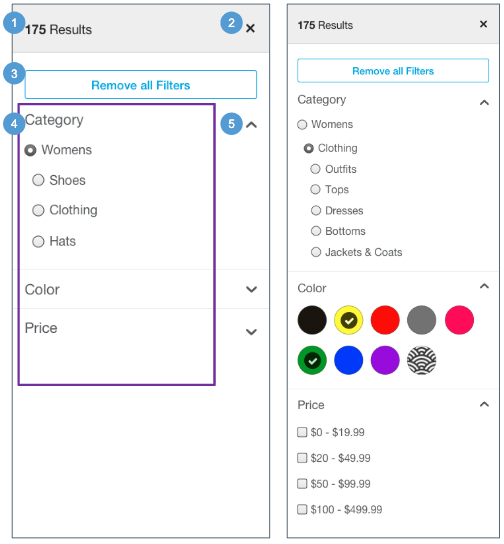 1 175 Results 2
3 Remove all Filters
4 Category 5
Womens
Shoes
Clothing
Hats
Color
Price
175 Results
Remove all Filters
Category
Womens
Clothing
Outfits
Tops
Dresses
Bottoms
Jackets & Coats
Color
Price
$0 - $19.99
$20 - $49.99
$50 - $99.99
$100 - $499.99